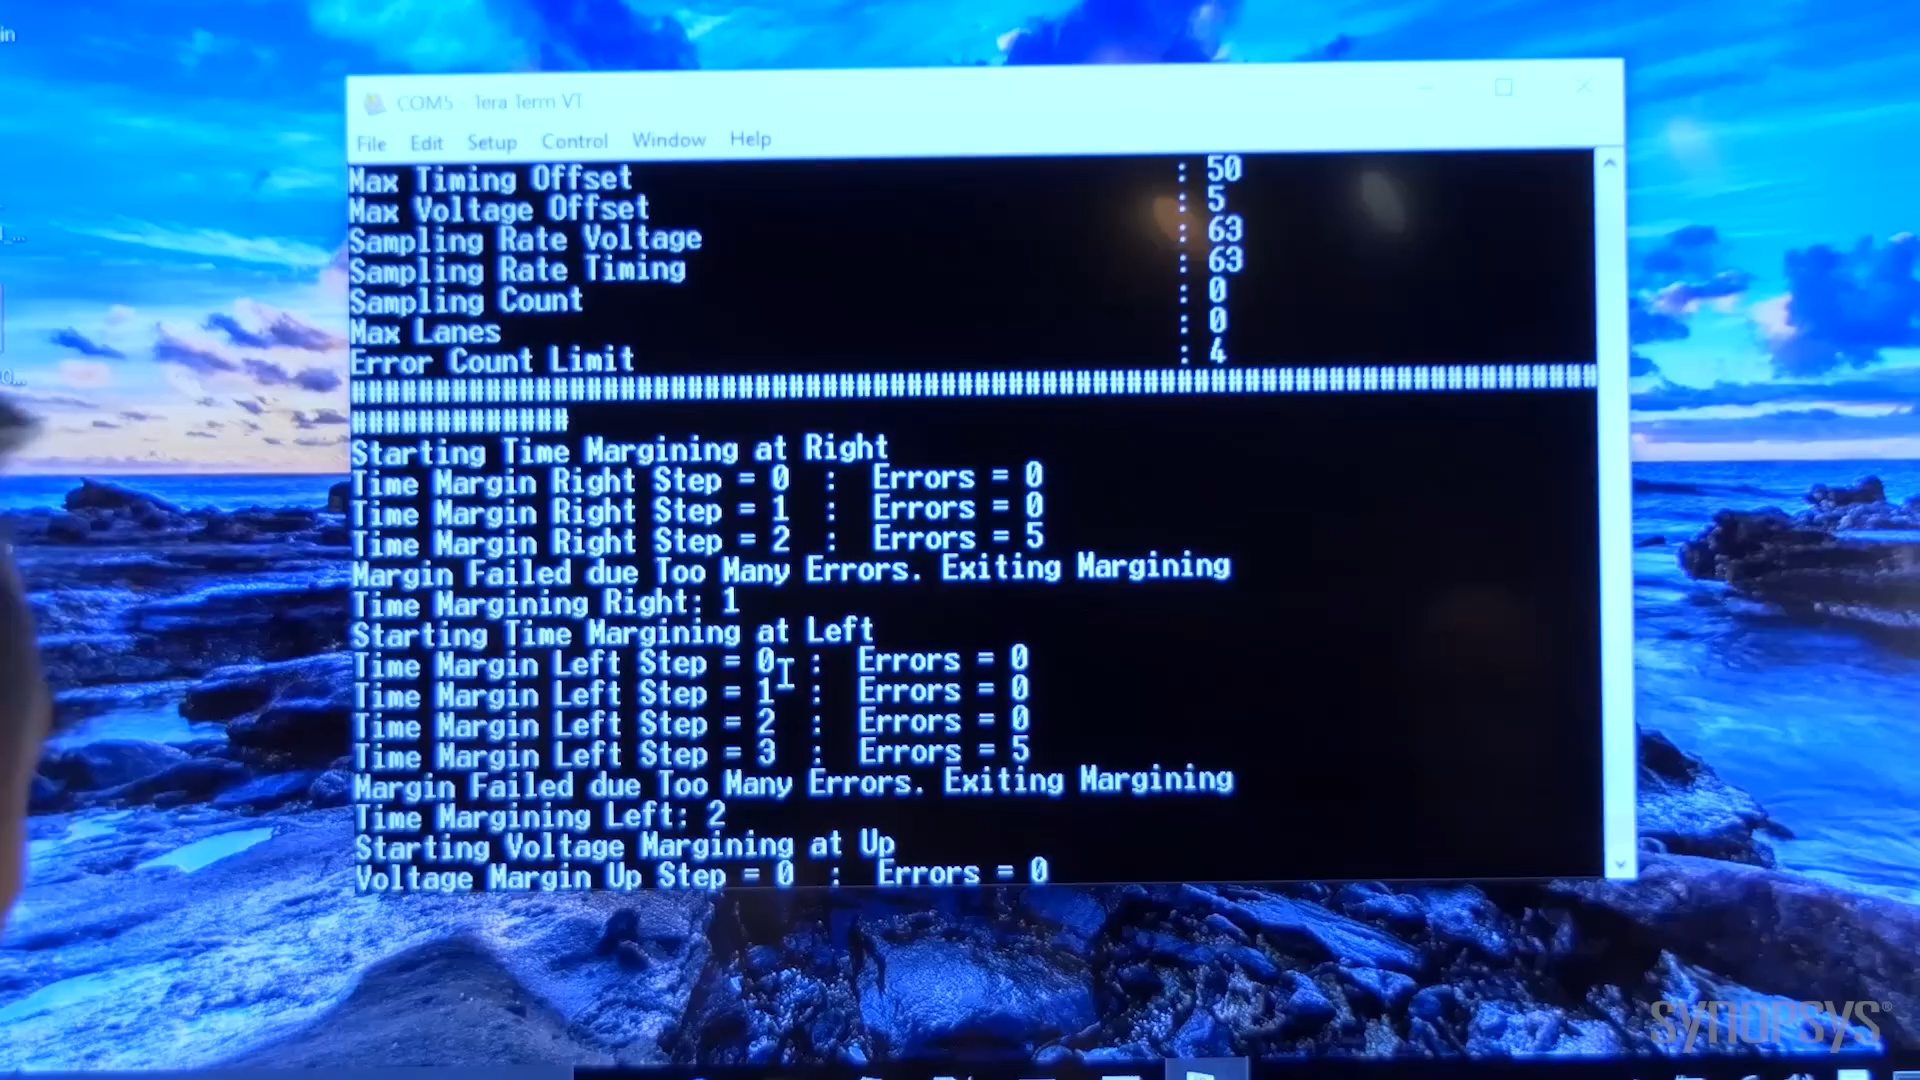 in
COM5 - Tera Term VT
File Edit Setup Control Window Help
Max Timing Offset : 50
Max Voltage Offset : 5
Sampling Rate Voltage : 63
Sampling Rate Timing : 63
Sampling Count : 0
Max Lanes : 0
Error Count Limit : 4
##########################################################################
#############
Starting Time Margining at Right
Time Margin Right Step = 0 : Errors = 0
Time Margin Right Step = 1 : Errors = 0
Time Margin Right Step = 2 : Errors = 5
Margin Failed due Too Many Errors. Exiting Margining
Time Margining Right: 1
Starting Time Margining at Left
Time Margin Left Step = 0 : Errors = 0
Time Margin Left Step = 1 : Errors = 0
Time Margin Left Step = 2 : Errors = 0
Time Margin Left Step = 3 : Errors = 5
Margin Failed due Too Many Errors. Exiting Margining
Time Margining Left: 2
Starting Voltage Margining at Up
Voltage Margin Up Step = 0 : Errors = 0
SYNOPSYS®